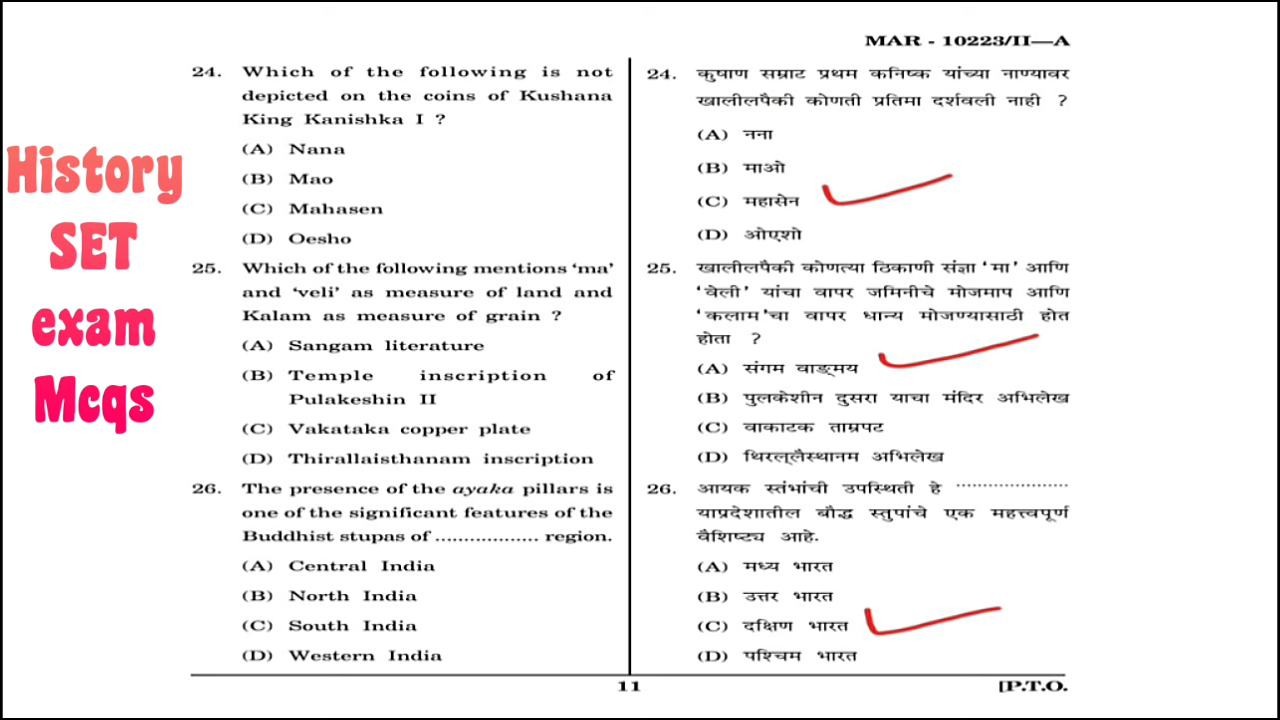 History
SET
exam
Mcqs
MAR - 10223/II—A
24. Which of the following is not
depicted on the coins of Kushana
King Kanishka I ?
(A) Nana
(B) Mao
(C) Mahasen
(D) Oesho
25. Which of the following mentions ‘ma’
and ‘veli’ as measure of land and
Kalam as measure of grain ?
(A) Sangam literature
(B) Temple inscription of
Pulakeshin II
(C) Vakataka copper plate
(D) Thirallaisthanam inscription
26. The presence of the ayaka pillars is
one of the significant features of the
Buddhist stupas of .................. region.
(A) Central India
(B) North India
(C) South India
(D) Western India
24. कुषाण सम्राट प्रथम कनिष्क यांच्या नाण्यावर
खालीलपैकी कोणती प्रतिमा दर्शवली नाही ?
(A) नना
(B) माओ
(C) महासेन
(D) ओएशो
25. खालीलपैकी कोणत्या ठिकाणी संज्ञा ‘मा’ आणि
‘वेली’ यांचा वापर जमिनीचे मोजमाप आणि
‘कलाम’चा वापर धान्य मोजण्यासाठी होत
होता ?
(A) संगम वाङ्मय
(B) पुलकेशीन दुसरा याचा मंदिर अभिलेख
(C) वाकाटक ताम्रपट
(D) थिरल्लैस्थानम अभिलेख
26. आयक स्तंभांची उपस्थिती हे ....................
याप्रदेशातील बौद्ध स्तुपांचे एक महत्त्वपूर्ण
वैशिष्ट्य आहे.
(A) मध्य भारत
(B) उत्तर भारत
(C) दक्षिण भारत
(D) पश्चिम भारत
11
[P.T.O.